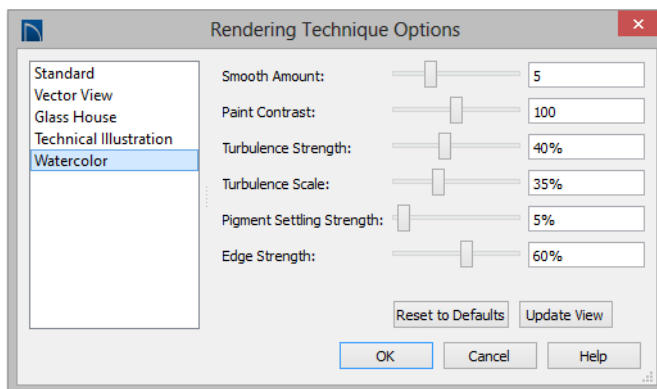 Rendering Technique Options
Standard
Vector View
Glass House
Technical Illustration
Watercolor
Smooth Amount: 5
Paint Contrast: 100
Turbulence Strength: 40%
Turbulence Scale: 35%
Pigment Settling Strength: 5%
Edge Strength: 60%
Reset to Defaults Update View
OK Cancel Help